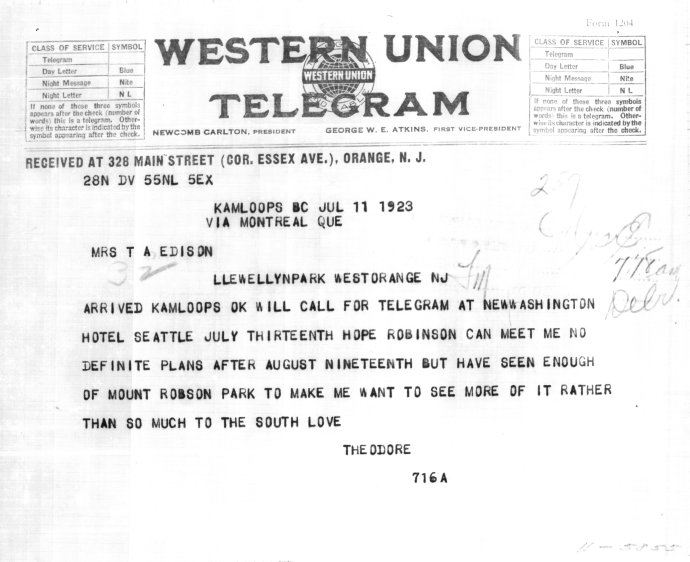 Form 1204
CLASS OF SERVICE SYMBOL
Telegram
Day Letter Blue
Night Message Nite
Night Letter N L
If none of these three symbols
appears after the check (number of
words) this is a telegram. Other-
wise its character is indicated by the
symbol appearing after the check.
WESTERN UNION
WESTERN UNION
TELEGRAM
NEWCOMB CARLTON, PRESIDENT GEORGE W. E. ATKINS, FIRST VICE-PRESIDENT
CLASS OF SERVICE SYMBOL
Telegram
Day Letter Blue
Night Message Nite
Night Letter N L
If none of these three symbols
appears after the check (number of
words) this is a telegram. Other-
wise its character is indicated by the
symbol appearing after the check.
RECEIVED AT 328 MAIN STREET (COR. ESSEX AVE.), ORANGE, N. J.
28N DV 55NL 5EX
KAMLOOPS BC JUL 11 1923
VIA MONTREAL QUE
257
MRS T A EDISON
32
LLEWELLYNPARK WESTORANGE NJ
ARRIVED KAMLOOPS OK WILL CALL FOR TELEGRAM AT NEWWASHINGTON
HOTEL SEATTLE JULY THIRTEENTH HOPE ROBINSON CAN MEET ME NO
DEFINITE PLANS AFTER AUGUST NINETEENTH BUT HAVE SEEN ENOUGH
OF MOUNT ROBSON PARK TO MAKE ME WANT TO SEE MORE OF IT RATHER
THAN SO MUCH TO THE SOUTH LOVE
THEODORE
716A